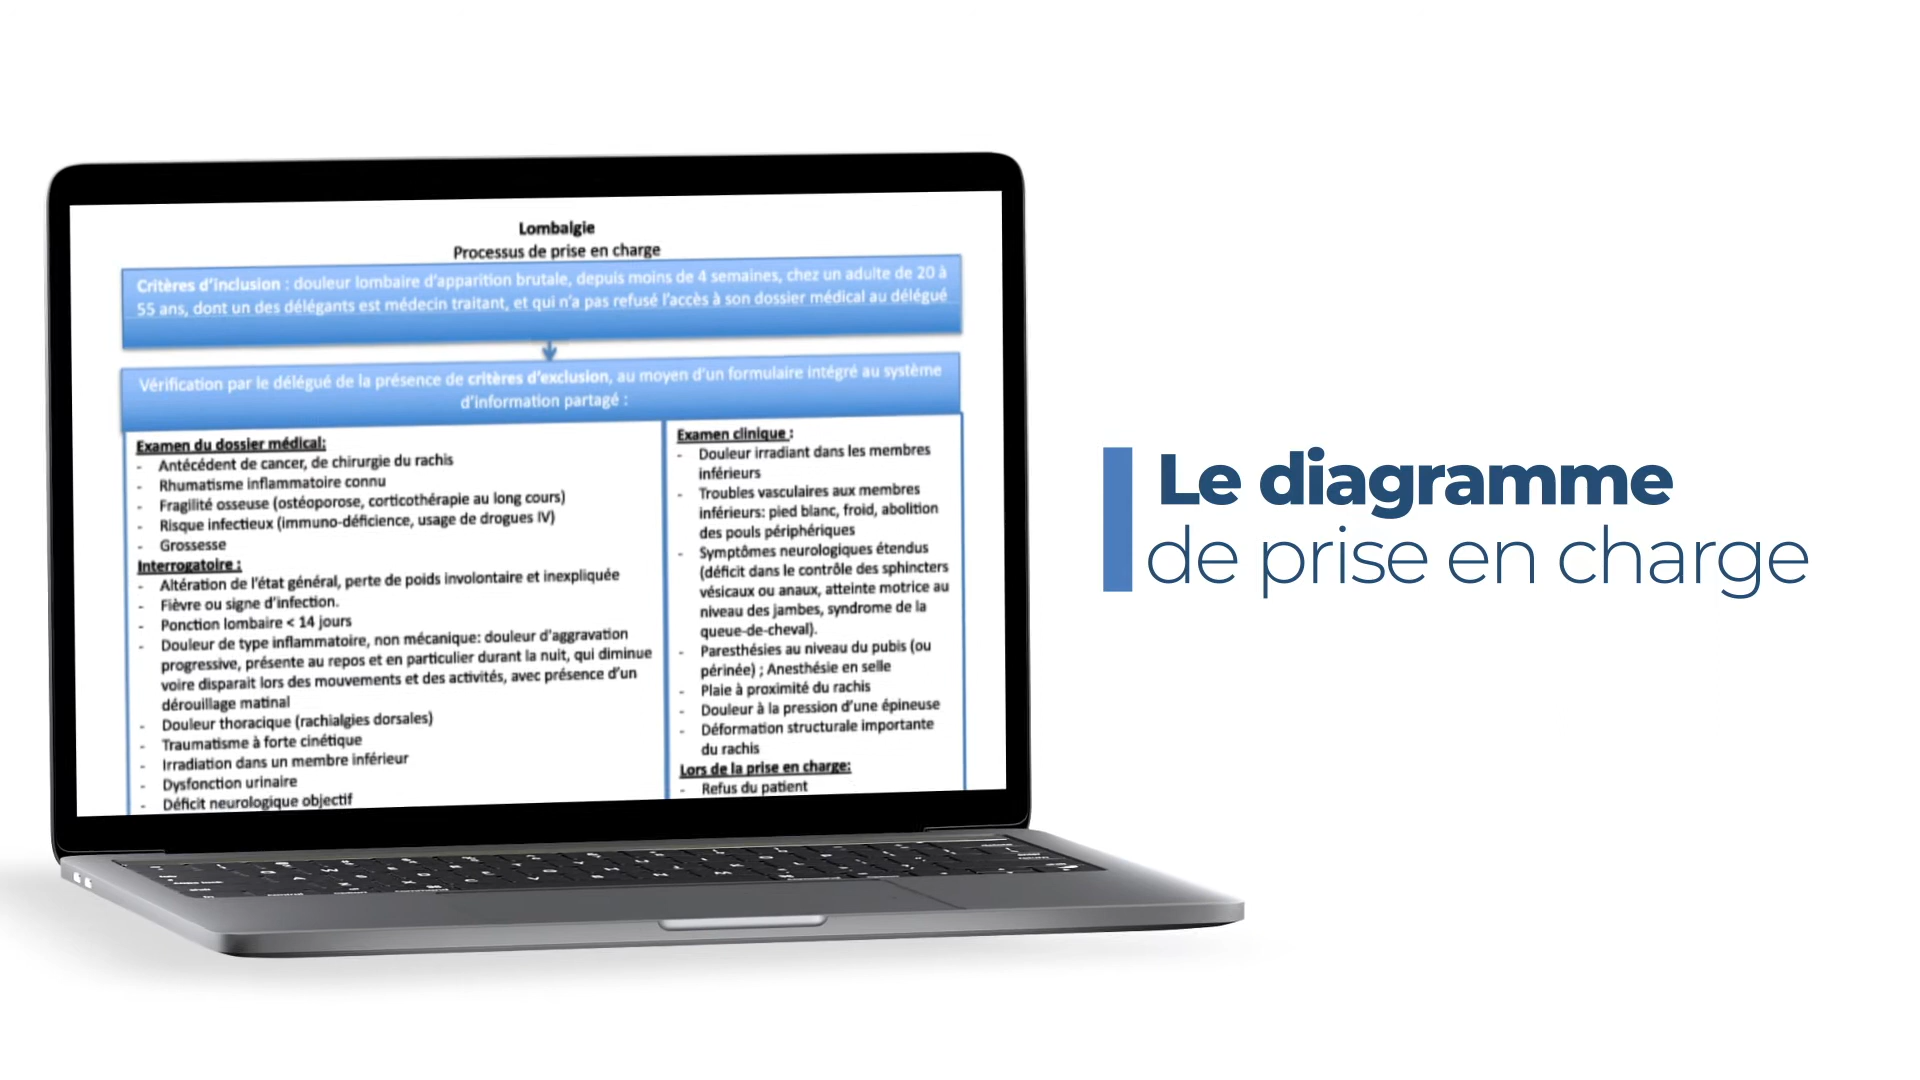 Lombalgie
Processus de prise en charge
Critères d'inclusion : douleur lombaire d'apparition brutale, depuis moins de 4 semaines, chez un adulte de 20 à
55 ans, dont un des délégants est médecin traitant, et qui n'a pas refusé l'accès à son dossier médical au délégué
Vérification par le délégué de la présence de critères d'exclusion, au moyen d'un formulaire intégré au système
d'information partagé :
Examen du dossier médical:
- Antécédent de cancer, de chirurgie du rachis
- Rhumatisme inflammatoire connu
- Fragilité osseuse (ostéoporose, corticothérapie au long cours)
- Risque infectieux (immuno-déficience, usage de drogues IV)
- Grossesse
Interrogatoire :
- Altération de l'état général, perte de poids involontaire et inexpliquée
- Fièvre ou signe d'infection.
- Ponction lombaire < 14 jours
- Douleur de type inflammatoire, non mécanique: douleur d'aggravation
progressive, présente au repos et en particulier durant la nuit, qui diminue
voire disparait lors des mouvements et des activités, avec présence d'un
dérouillage matinal
- Douleur thoracique (rachialgies dorsales)
- Traumatisme à forte cinétique
- Irradiation dans un membre inférieur
- Dysfonction urinaire
- Déficit neurologique objectif
Examen clinique :
- Douleur irradiant dans les membres
inférieurs
- Troubles vasculaires aux membres
inférieurs: pied blanc, froid, abolition
des pouls périphériques
- Symptômes neurologiques étendus
(déficit dans le contrôle des sphincters
vésicaux ou anaux, atteinte motrice au
niveau des jambes, syndrome de la
queue-de-cheval).
- Paresthésies au niveau du pubis (ou
périnée) ; Anesthésie en selle
- Plaie à proximité du rachis
- Douleur à la pression d'une épineuse
- Déformation structurale importante
du rachis
Lors de la prise en charge:
- Refus du patient
Le diagramme
de prise en charge